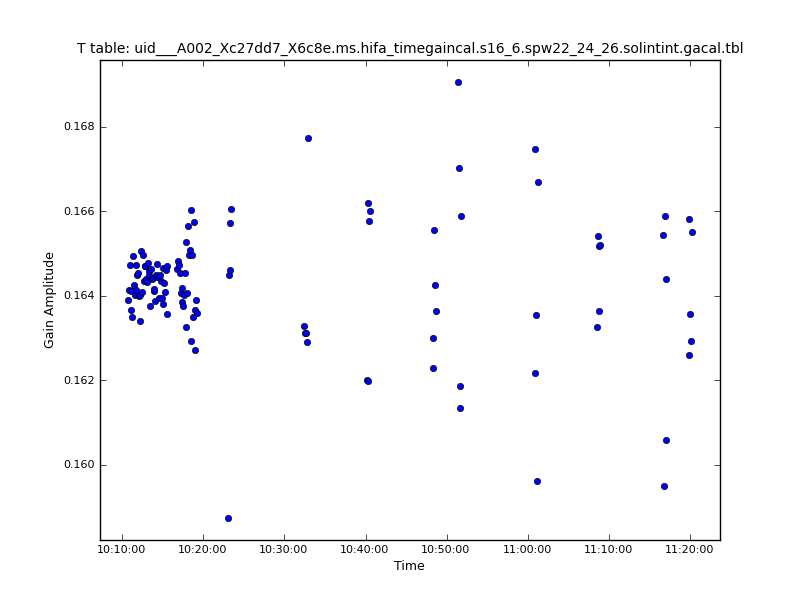 T table: uid___A002_Xc27dd7_X6c8e.ms.hifa_timegaincal.s16_6.spw22_24_26.solintint.gacal.tbl
0.168
0.166
0.164
0.162
0.160
Gain Amplitude
10:10:00 10:20:00 10:30:00 10:40:00 10:50:00 11:00:00 11:10:00 11:20:00
Time